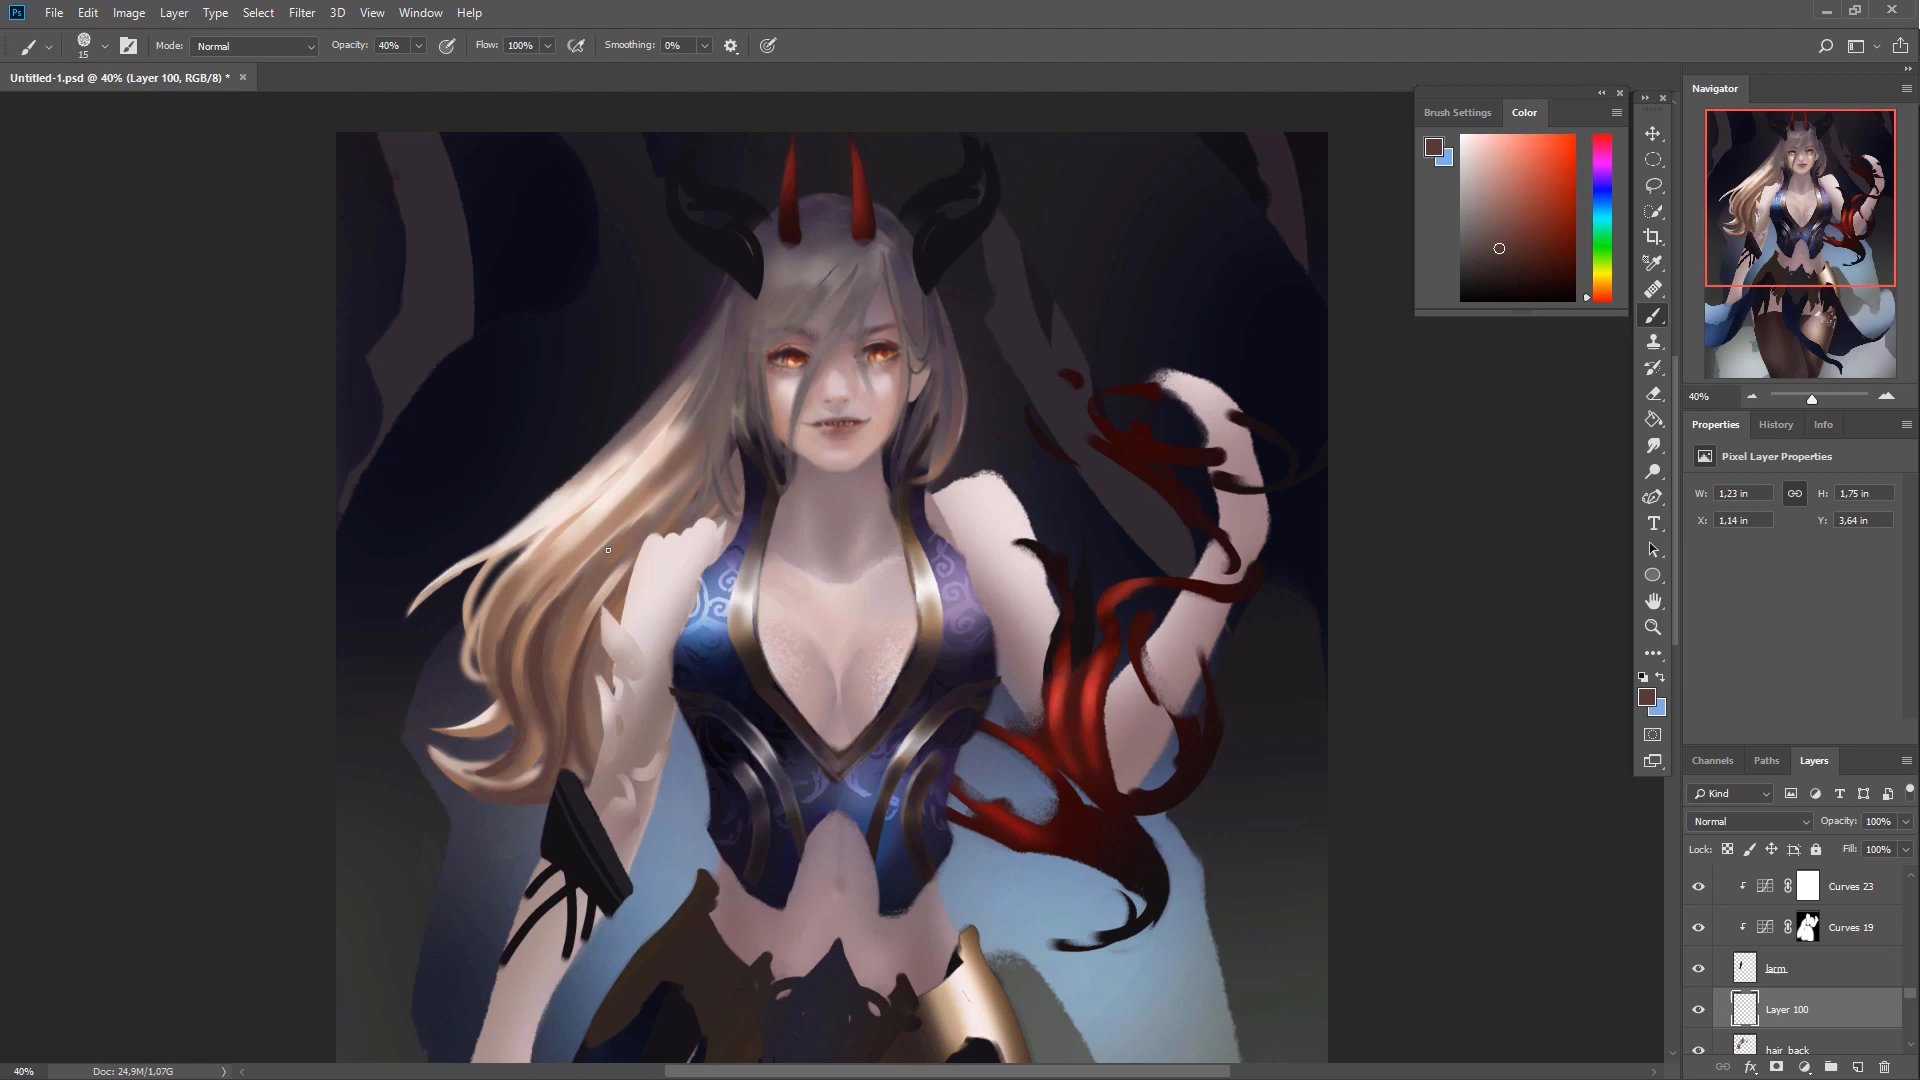 Ps File Edit Image Layer Type Select Filter 3D View Window Help
15 Mode: Normal Opacity: 40% Flow: 100% Smoothing: 0%
Untitled-1.psd @ 40% (Layer 100, RGB/8) *
Brush Settings Color
Navigator
40%
Properties History Info
Pixel Layer Properties
W: 1,23 in H: 1,75 in
X: 1,14 in Y: 3,64 in
Channels Paths Layers
Kind
Normal Opacity: 100%
Lock: Fill: 100%
Curves 23
Curves 19
larm
Layer 100
hair_back
40% Doc: 24,9M/1,07G